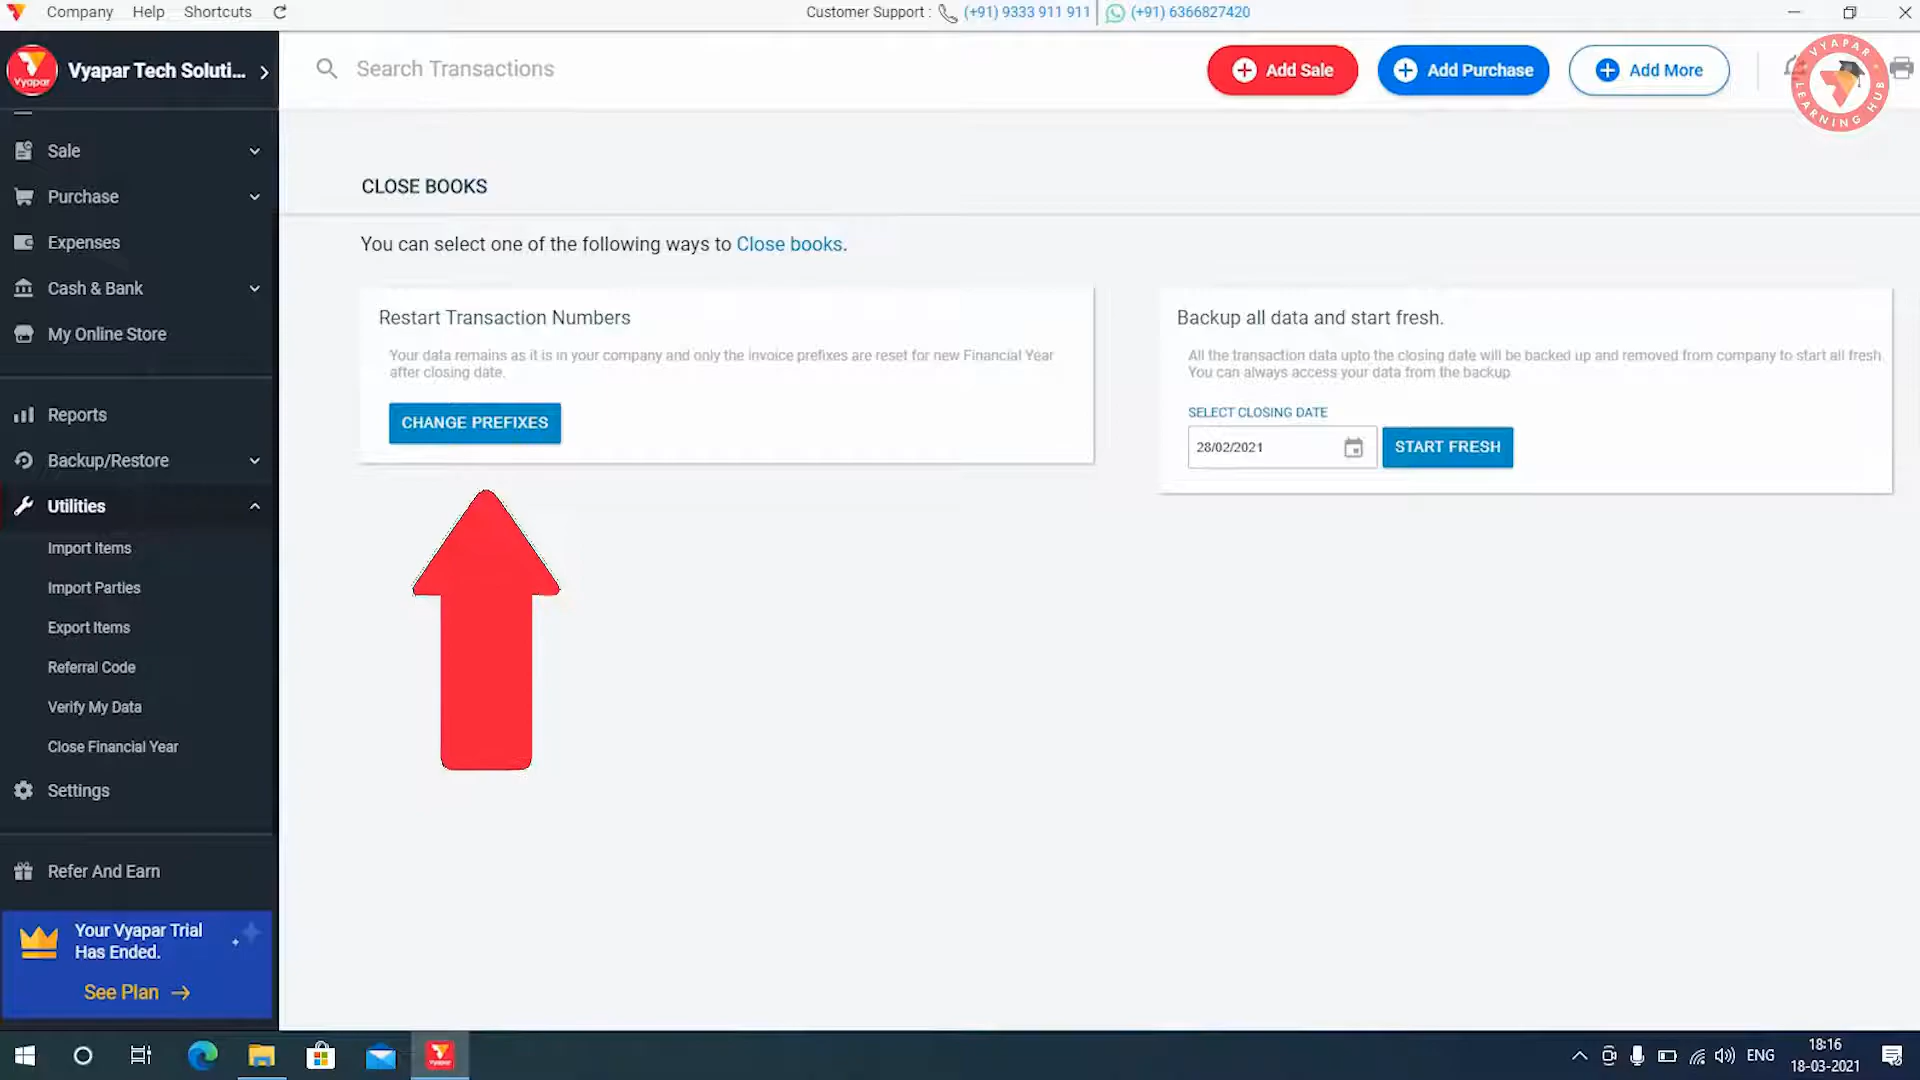 Company Help Shortcuts
Customer Support : (+91) 9333 911 911 (+91) 6366827420
Vyapar
Vyapar Tech Soluti...
Search Transactions
Add Sale
Add Purchase
Add More
VYAPAR
LEARNING HUB
Sale
Purchase
Expenses
Cash & Bank
My Online Store
Reports
Backup/Restore
Utilities
Import Items
Import Parties
Export Items
Referral Code
Verify My Data
Close Financial Year
Settings
Refer And Earn
Your Vyapar Trial
Has Ended.
See Plan
CLOSE BOOKS
You can select one of the following ways to Close books.
Restart Transaction Numbers
Your data remains as it is in your company and only the invoice prefixes are reset for new Financial Year
after closing date.
CHANGE PREFIXES
Backup all data and start fresh.
All the transaction data upto the closing date will be backed up and removed from company to start all fresh
You can always access your data from the backup
SELECT CLOSING DATE
28/02/2021
START FRESH
Vyapar
ENG
18:16
18-03-2021